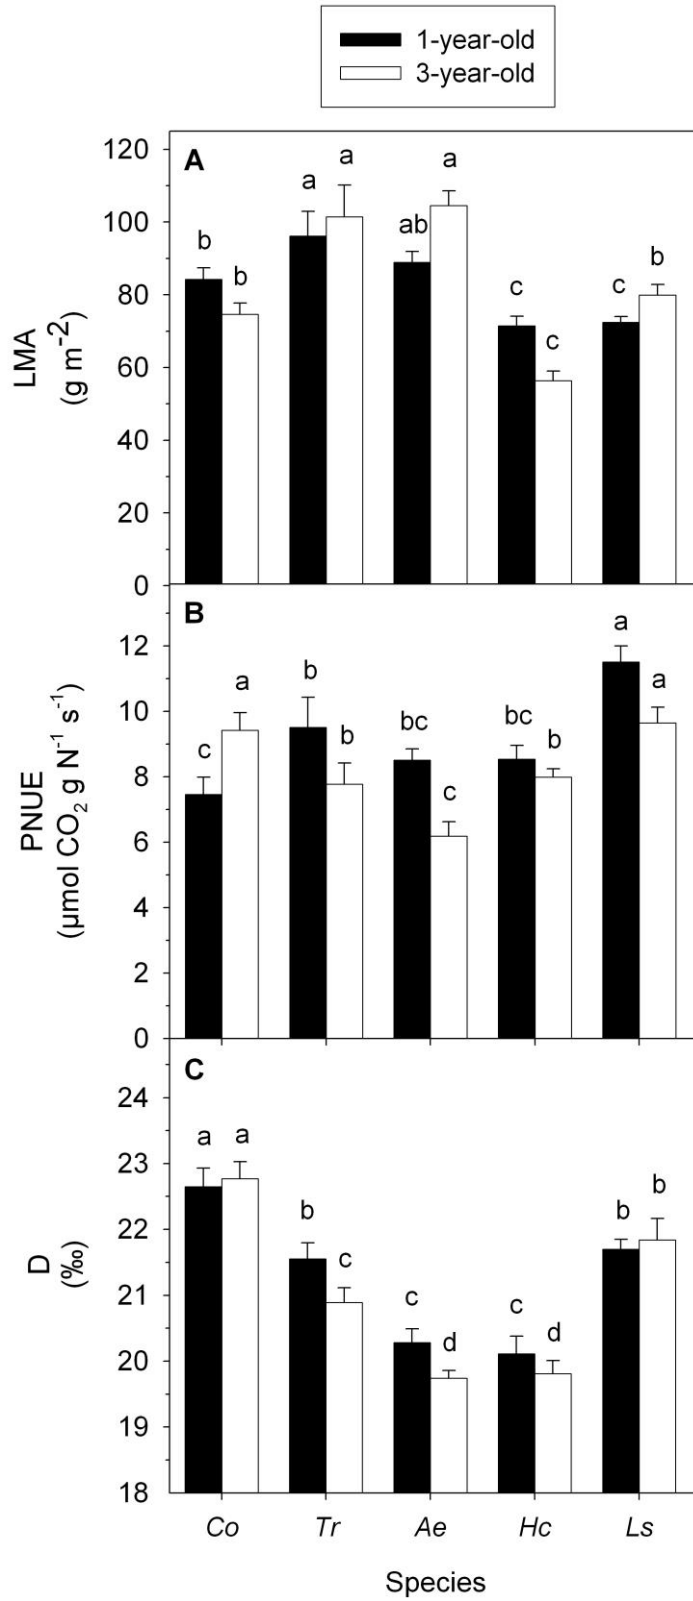 1-year-old
3-year-old
A
120
100
80
60
40
20
0
LMA
(g m-2)
b b a a ab a c c c b
B
12
10
8
6
4
2
0
PNUE
(µmol CO2 g N-1 s-1)
c a b b bc c bc b a a
C
24
23
22
21
20
19
18
D
(‰)
a a b c c d c d b b
Co Tr Ae Hc Ls
Species